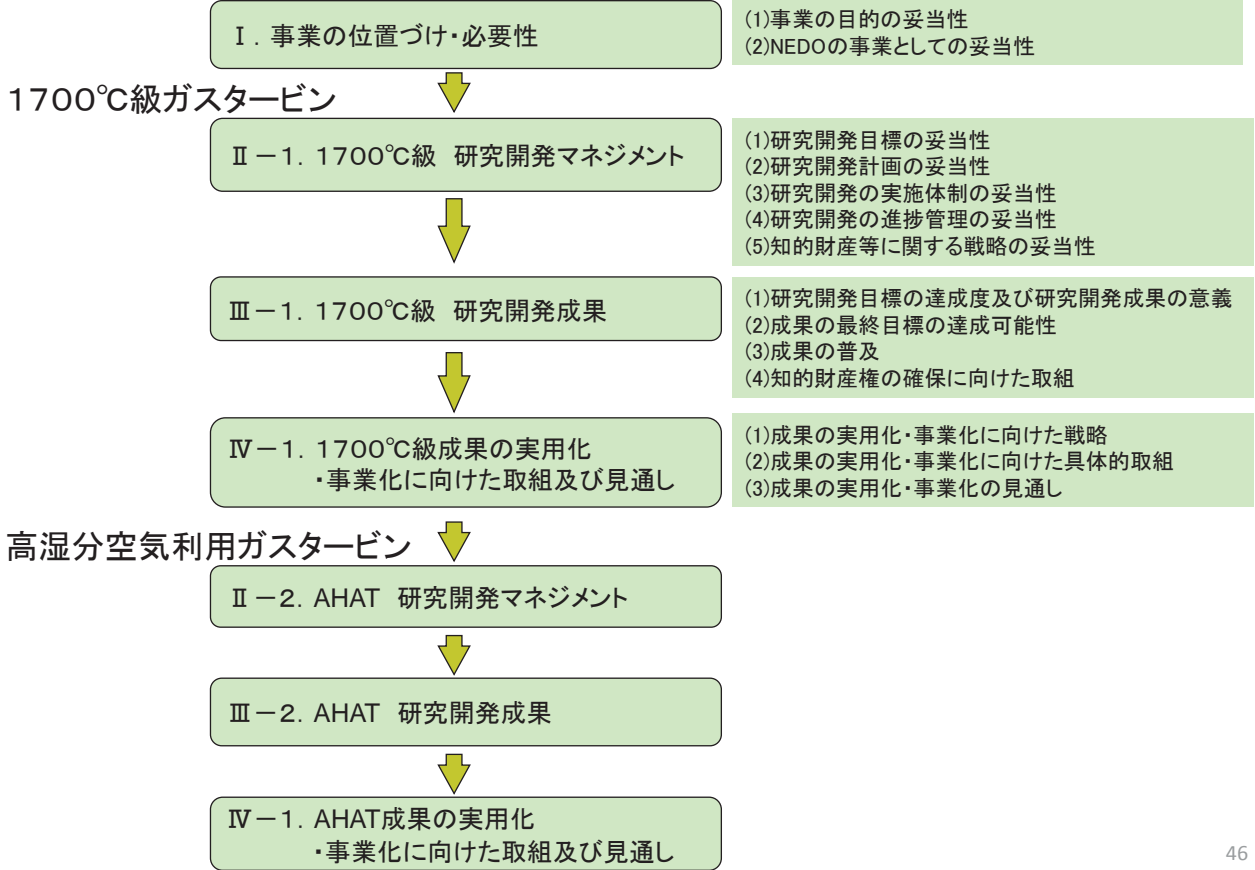 Ⅰ．事業の位置づけ・必要性
(1)事業の目的の妥当性
(2)NEDOの事業としての妥当性
1700℃級ガスタービン
Ⅱ－1．1700℃級 研究開発マネジメント
(1)研究開発目標の妥当性
(2)研究開発計画の妥当性
(3)研究開発の実施体制の妥当性
(4)研究開発の進捗管理の妥当性
(5)知的財産等に関する戦略の妥当性
Ⅲ－1．1700℃級 研究開発成果
(1)研究開発目標の達成度及び研究開発成果の意義
(2)成果の最終目標の達成可能性
(3)成果の普及
(4)知的財産権の確保に向けた取組
Ⅳ－1．1700℃級成果の実用化
・事業化に向けた取組及び見通し
(1)成果の実用化・事業化に向けた戦略
(2)成果の実用化・事業化に向けた具体的取組
(3)成果の実用化・事業化の見通し
高湿分空気利用ガスタービン
Ⅱ－2．AHAT 研究開発マネジメント
Ⅲ－2．AHAT 研究開発成果
Ⅳ－1．AHAT成果の実用化
・事業化に向けた取組及び見通し
46